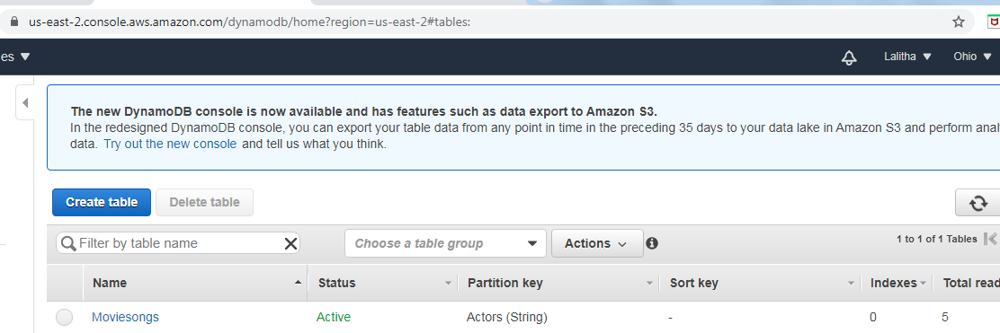 us-east-2.console.aws.amazon.com/dynamodb/home?region=us-east-2#tables:
es Lalitha Ohio
The new DynamoDB console is now available and has features such as data export to Amazon S3.
In the redesigned DynamoDB console, you can export your table data from any point in time in the preceding 35 days to your data lake in Amazon S3 and perform anal
data. Try out the new console and tell us what you think.
Create table Delete table
Filter by table name Choose a table group Actions 1 to 1 of 1 Tables
Name Status Partition key Sort key Indexes Total read
Moviesongs Active Actors (String) - 0 5